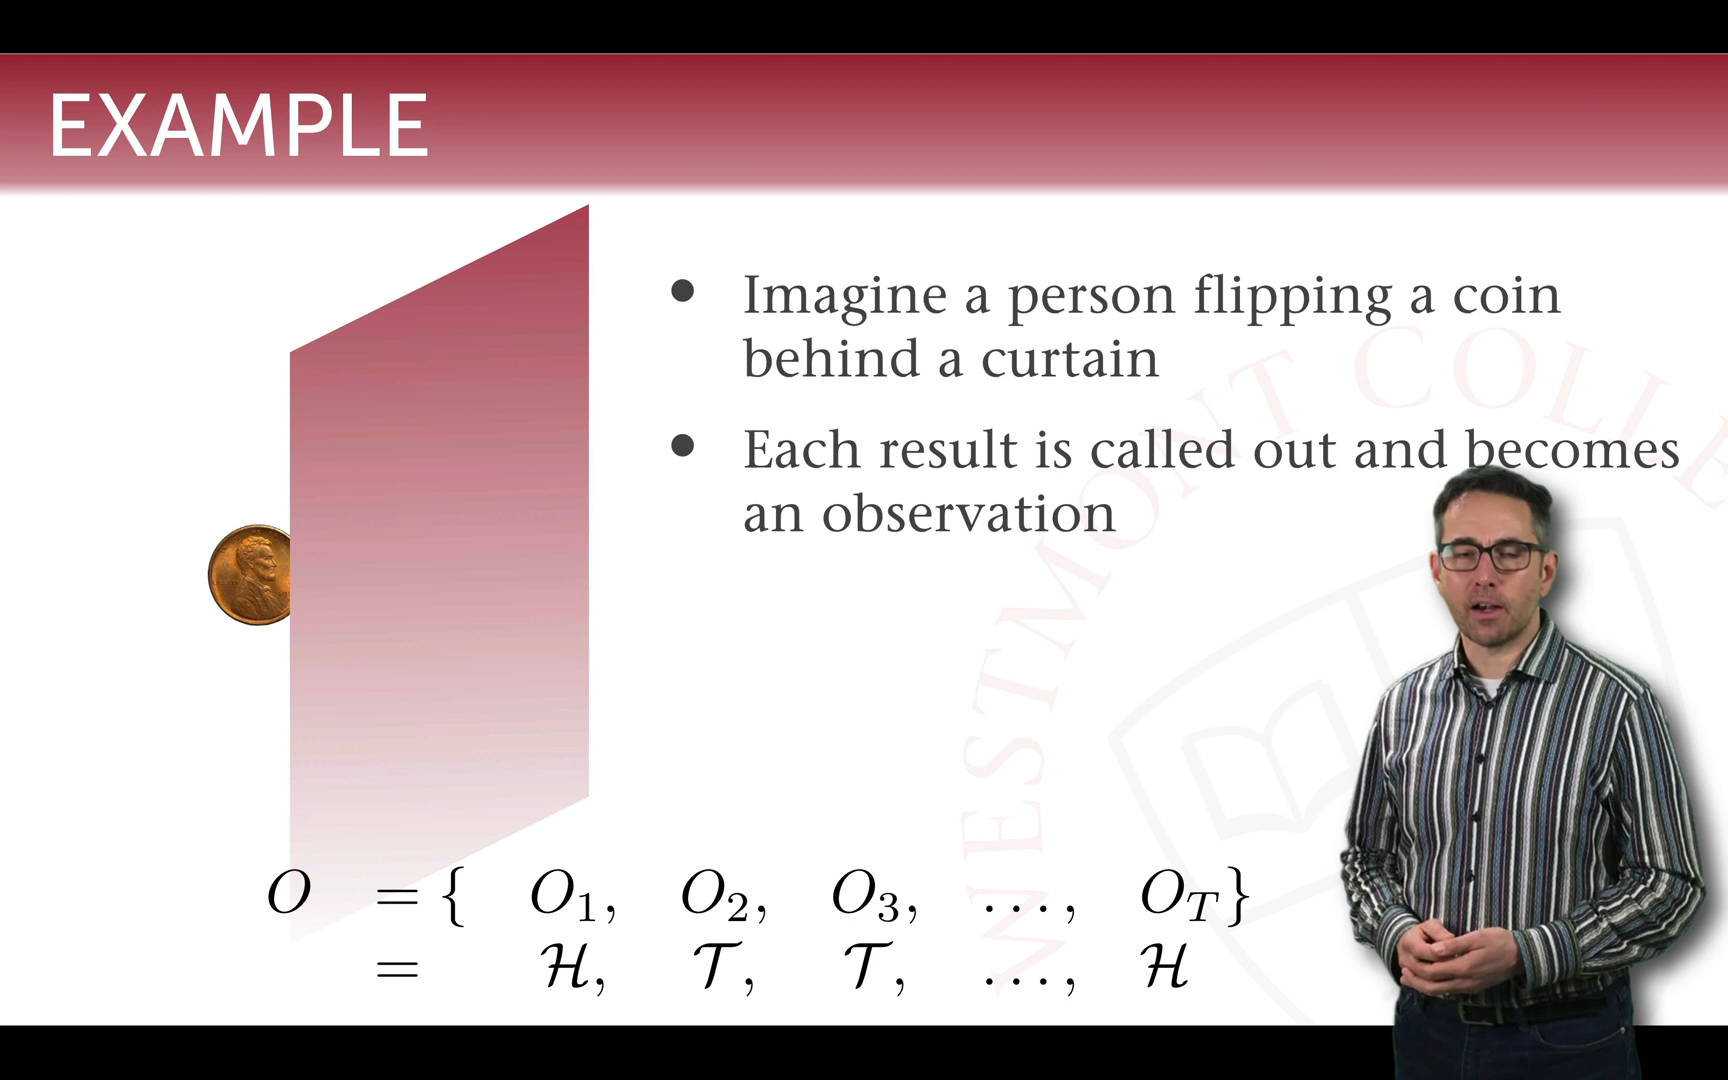 EXAMPLE
• Imagine a person flipping a coin
behind a curtain
• Each result is called out and becomes
an observation
WESTMONT COLLE
O = { O₁, O₂, O₃, ..., O_T}
= ℋ, 𝒯, 𝒯, ..., ℋ